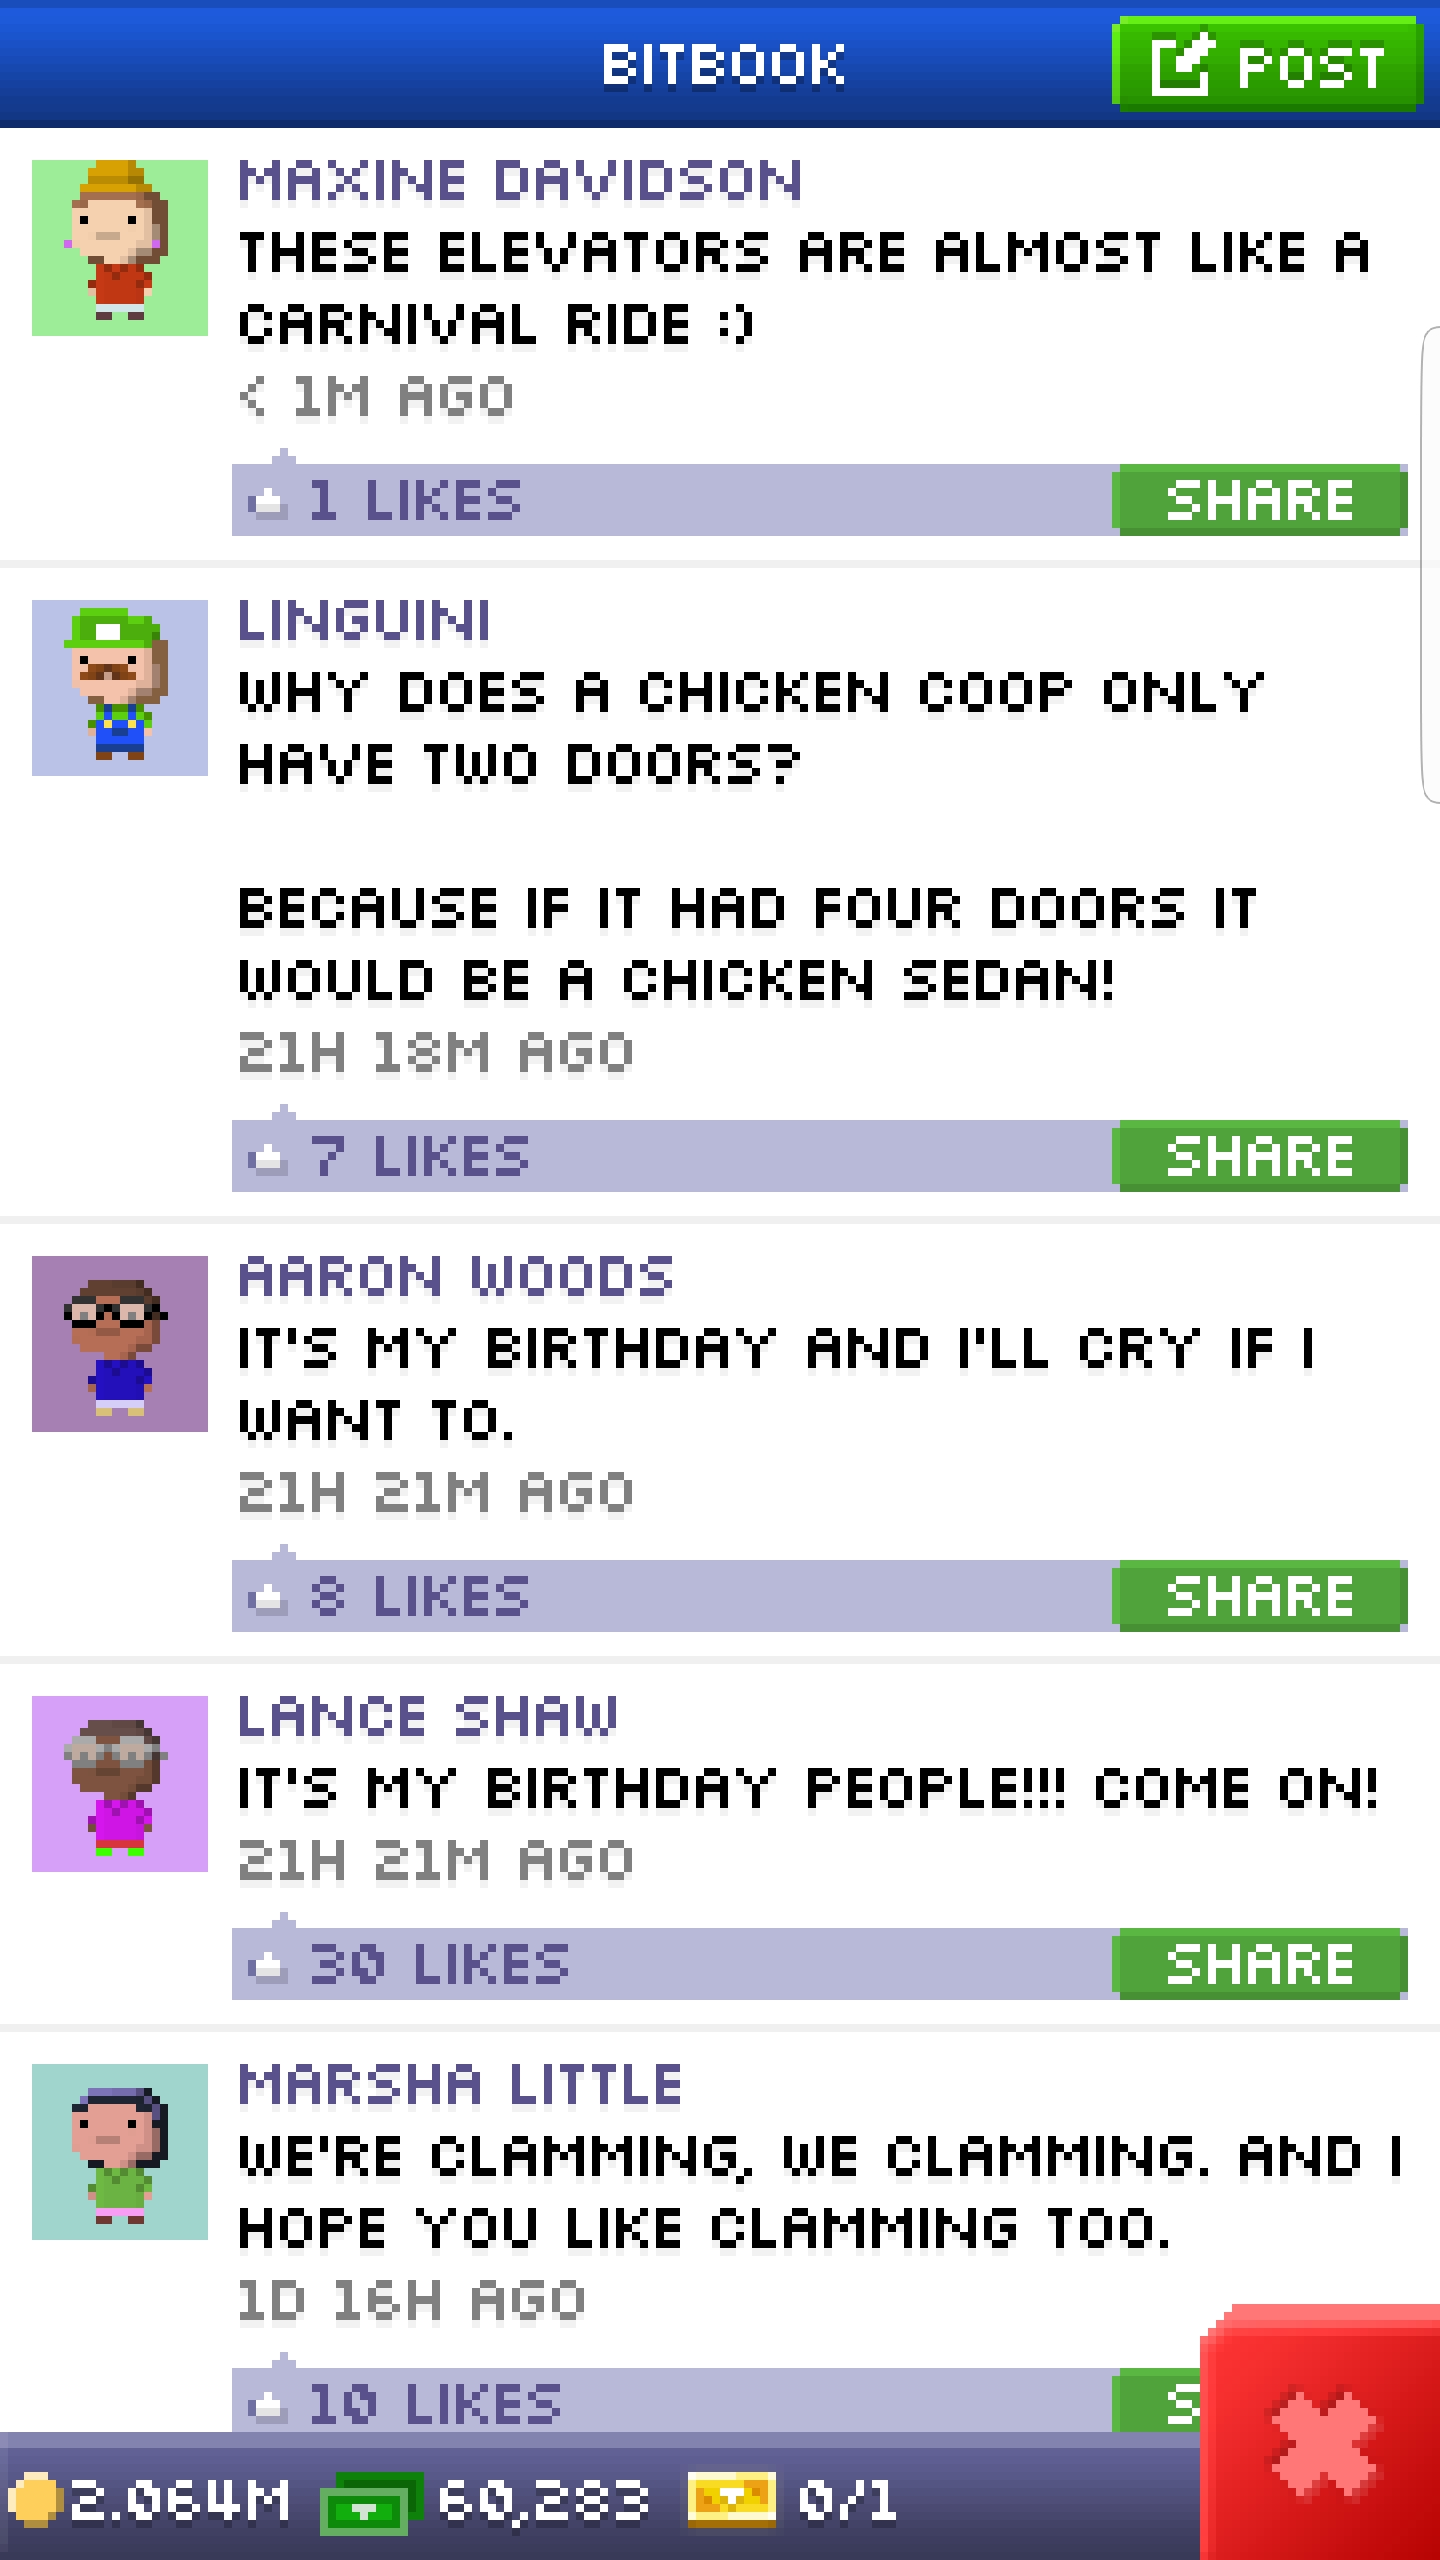 BITBOOK
POST
MAXINE DAVIDSON
THESE ELEVATORS ARE ALMOST LIKE A
CARNIVAL RIDE :)
< 1M AGO
1 LIKES
SHARE
LINGUINI
WHY DOES A CHICKEN COOP ONLY
HAVE TWO DOORS?
BECAUSE IF IT HAD FOUR DOORS IT
WOULD BE A CHICKEN SEDAN!
21H 18M AGO
7 LIKES
SHARE
AARON WOODS
IT'S MY BIRTHDAY AND I'LL CRY IF I
WANT TO.
21H 21M AGO
8 LIKES
SHARE
LANCE SHAW
IT'S MY BIRTHDAY PEOPLE!!! COME ON!
21H 21M AGO
30 LIKES
SHARE
MARSHA LITTLE
WE'RE CLAMMING, WE CLAMMING. AND I
HOPE YOU LIKE CLAMMING TOO.
1D 16H AGO
10 LIKES
S
2.064M
60,283
0/1